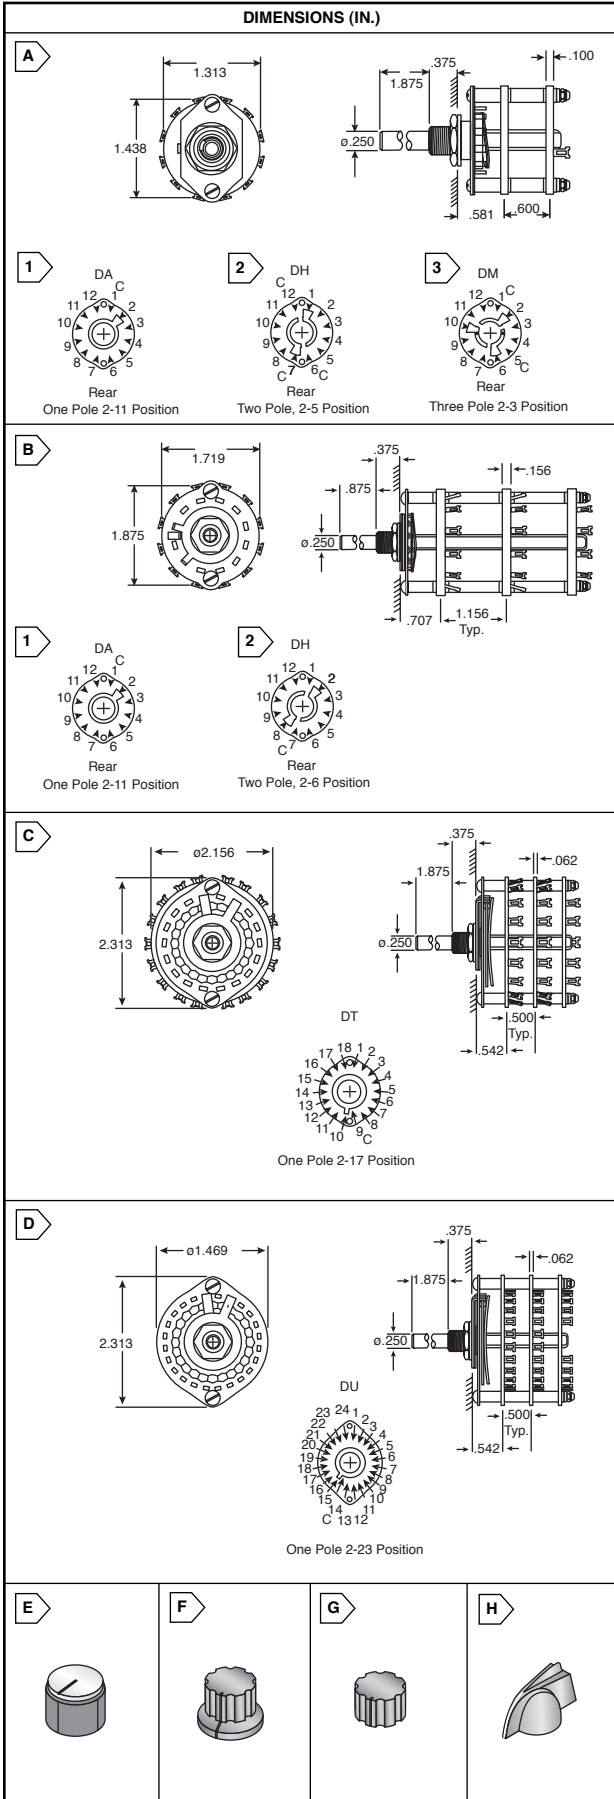 DIMENSIONS (IN.)
A
1.313
1.438
.375
1.875
.100
ø.250
.581
.600
1
DA
C
12 1
11 2
10 3
9 4
8 5
7 6
Rear
One Pole 2-11 Position
2
DH
C
12 1
11 2
10 3
9 4
8 5
C 7 6 C
Rear
Two Pole, 2-5 Position
3
DM
C
12 1
11 2
10 3
9 4
8 5
7 6 C
Rear
Three Pole 2-3 Position
B
1.719
1.875
.375
.875
.156
ø.250
.707
1.156
Typ.
1
DA
C
12 1
11 2
10 3
9 4
8 5
7 6
Rear
One Pole 2-11 Position
2
DH
12 1
11 2
10 3
9 4
8 5
C 7 6
Rear
Two Pole, 2-6 Position
C
ø2.156
2.313
.375
1.875
.062
ø.250
.500
Typ.
.542
DT
18 1
17 2
16 3
15 4
14 5
13 6
12 7
11 8
10 9
C
One Pole 2-17 Position
D
ø1.469
2.313
.375
1.875
.062
ø.250
.500
Typ.
.542
DU
24 1
23 2
22 3
21 4
20 5
19 6
18 7
17 8
16 9
15 10
14 11
C 13 12
One Pole 2-23 Position
E
F
G
H